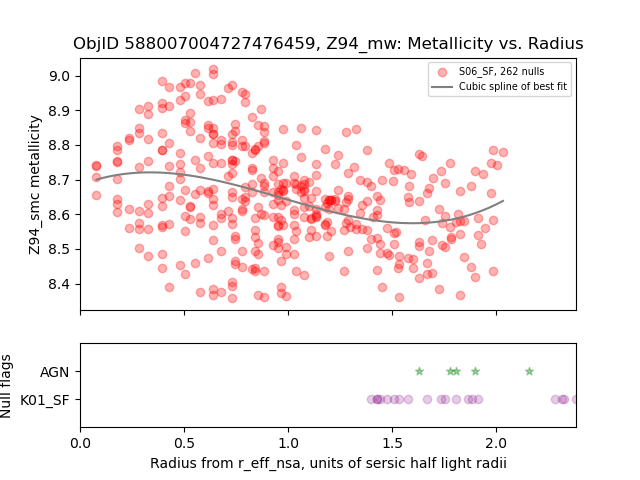 ObjID 588007004727476459, Z94_mw: Metallicity vs. Radius
S06_SF, 262 nulls
Cubic spline of best fit
Z94_smc metallicity
9.0
8.9
8.8
8.7
8.6
8.5
8.4
Null flags
AGN
K01_SF
0.0 0.5 1.0 1.5 2.0
Radius from r_eff_nsa, units of sersic half light radii